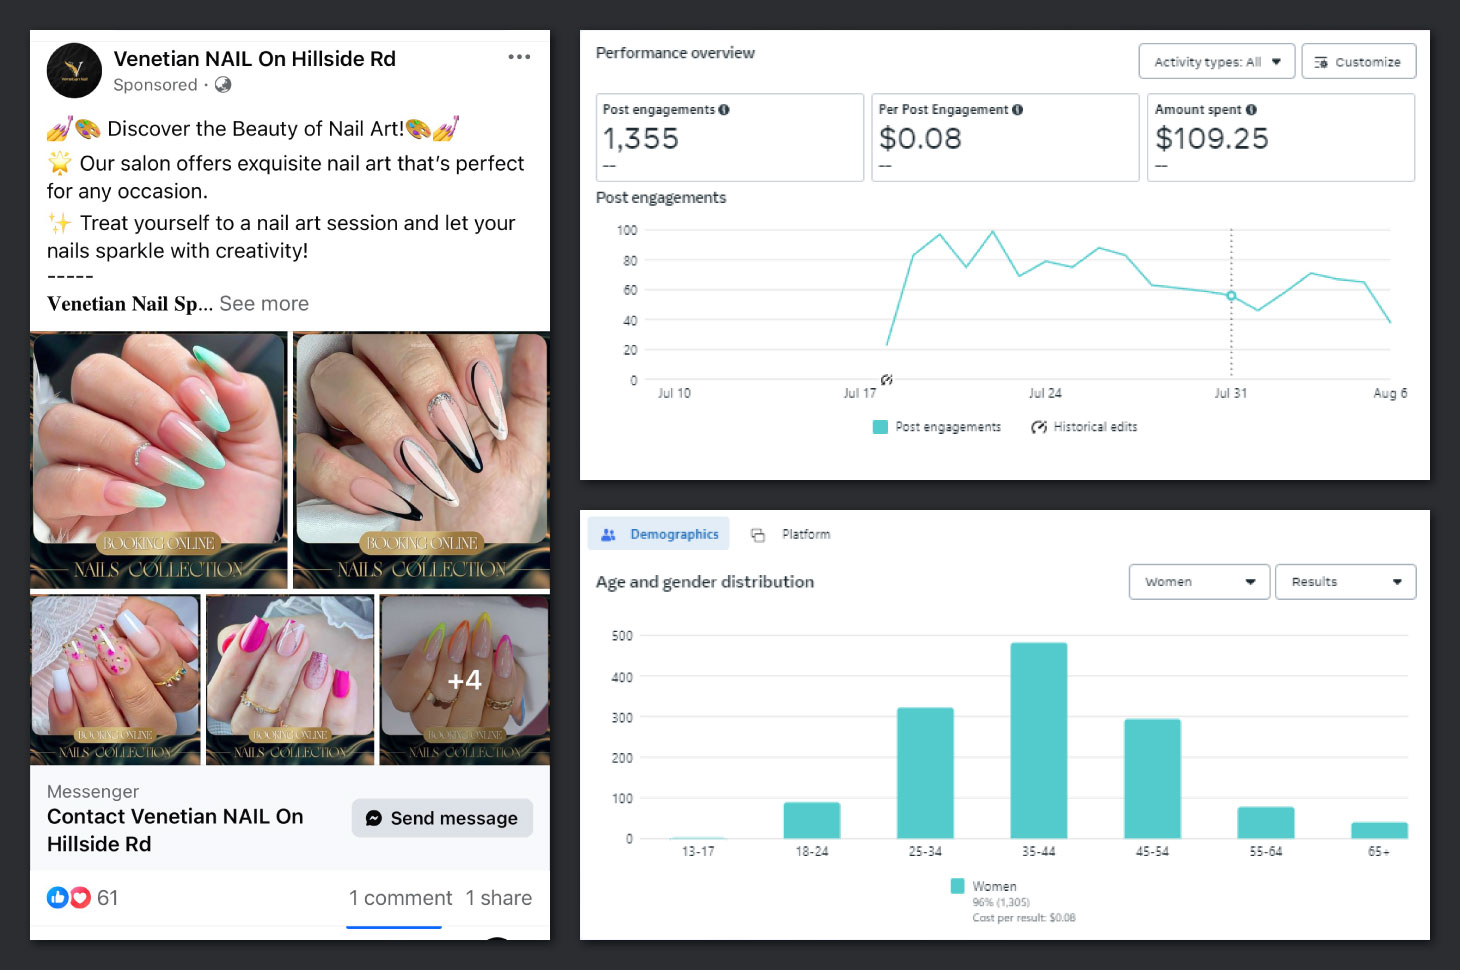 Venetian NAIL On Hillside Rd
Sponsored ·
💅🎨 Discover the Beauty of Nail Art!🎨💅
🌟 Our salon offers exquisite nail art that's perfect
for any occasion.
✨ Treat yourself to a nail art session and let your
nails sparkle with creativity!
-----
Venetian Nail Sp... See more
BOOKING ONLINE
NAILS COLLECTION
BOOKING ONLINE
NAILS COLLECTION
BOOKING ONLINE
NAILS COLLECTION
BOOKING ONLINE
NAILS COLLECTION
+4
BOOKING ONLINE
NAILS COLLECTION
Messenger
Contact Venetian NAIL On
Hillside Rd
Send message
61
1 comment 1 share
Performance overview
Activity types: All
Customize
Post engagements
1,355
--
Per Post Engagement
$0.08
--
Amount spent
$109.25
--
Post engagements
100
80
60
40
20
0
Jul 10 Jul 17 Jul 24 Jul 31 Aug 6
Post engagements Historical edits
Demographics Platform
Age and gender distribution
Women
Results
500
400
300
200
100
0
13-17 18-24 25-34 35-44 45-54 55-64 65+
Women
96% (1,305)
Cost per result: $0.08